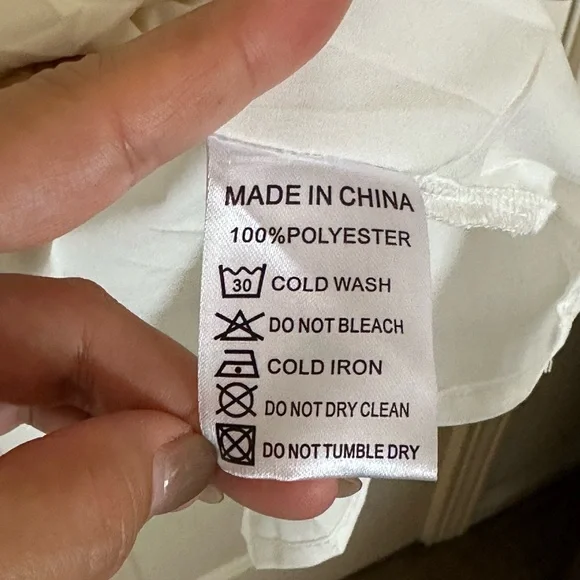 MADE IN CHINA
100%POLYESTER
30 COLD WASH
DO NOT BLEACH
COLD IRON
DO NOT DRY CLEAN
DO NOT TUMBLE DRY